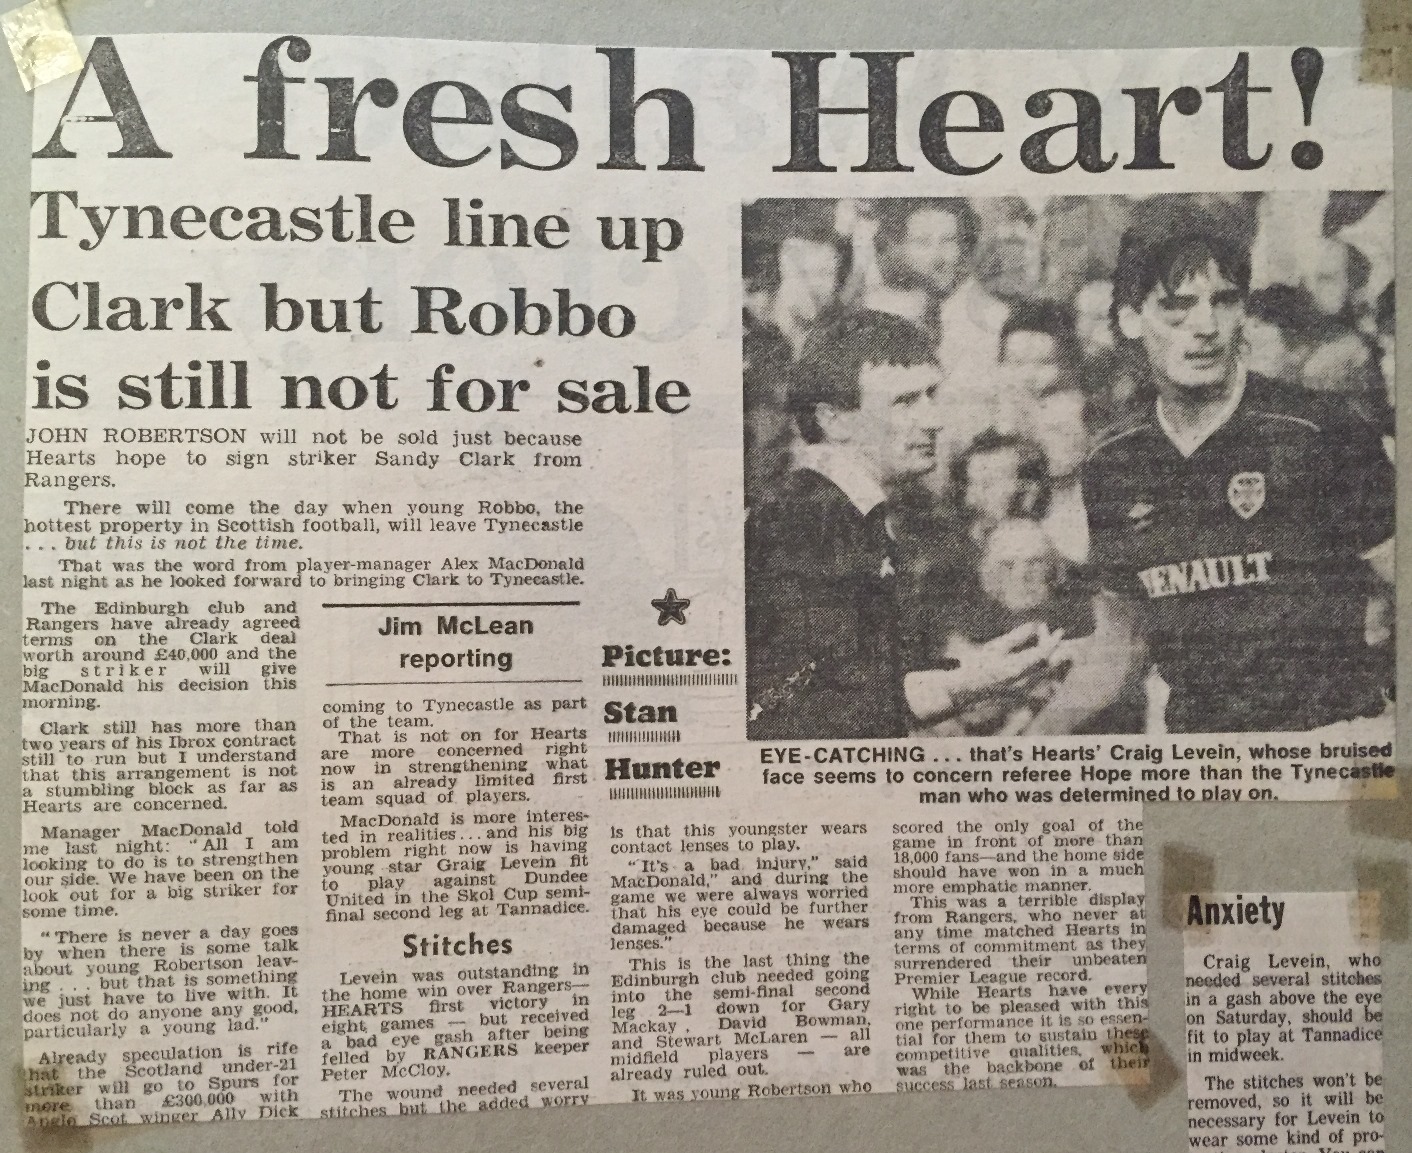 A fresh Heart!
Tynecastle line up
Clark but Robbo
is still not for sale
JOHN ROBERTSON will not be sold just because
Hearts hope to sign striker Sandy Clark from
Rangers.
There will come the day when young Robbo, the
hottest property in Scottish football, will leave Tynecastle
. . . but this is not the time.
That was the word from player-manager Alex MacDonald
last night as he looked forward to bringing Clark to Tynecastle.
The Edinburgh club and
Rangers have already agreed
terms on the Clark deal
worth around £40,000 and the
big striker will give
MacDonald his decision this
morning.
Clark still has more than
two years of his Ibrox contract
still to run but I understand
that this arrangement is not
a stumbling block as far as
Hearts are concerned.
Manager MacDonald told
me last night: "All I am
looking to do is to strengthen
our side. We have been on the
look out for a big striker for
some time.
"There is never a day goes
by when there is some talk
about young Robertson leav-
ing . . . but that is something
we just have to live with. It
does not do anyone any good,
particularly a young lad."
Already speculation is rife
that the Scotland under-21
striker will go to Spurs for
more than £300,000 with
Anglo Scot winger Ally Dick
Jim McLean
reporting
coming to Tynecastle as part
of the team.
That is not on for Hearts
are more concerned right
now in strengthening what
is an already limited first
team squad of players.
MacDonald is more interes-
ted in realities...and his big
problem right now is having
young star Graig Levein fit
to play against Dundee
United in the Skol Cup semi-
final second leg at Tannadice.
Stitches
Levein was outstanding in
the home win over Rangers—
HEARTS first victory in
eight games — but received
a bad eye gash after being
felled by RANGERS keeper
Peter McCloy.
The wound needed several
stitches but the added worry
Picture:
Stan
Hunter
RENAULT
EYE-CATCHING . . . that's Hearts' Craig Levein, whose bruised
face seems to concern referee Hope more than the Tynecastle
man who was determined to play on.
is that this youngster wears
contact lenses to play.
"It's a bad injury," said
MacDonald," and during the
game we were always worried
that his eye could be further
damaged because he wears
lenses."
This is the last thing the
Edinburgh club needed going
into the semi-final second
leg 2—1 down for Gary
Mackay, David Bowman,
and Stewart McLaren — all
midfield players — are
already ruled out.
It was young Robertson who
scored the only goal of the
game in front of more than
18,000 fans—and the home side
should have won in a much
more emphatic manner.
This was a terrible display
from Rangers, who never at
any time matched Hearts in
terms of commitment as they
surrendered their unbeaten
Premier League record.
While Hearts have every
right to be pleased with this
one performance it is so essen-
tial for them to sustain these
competitive qualities, which
was the backbone of their
success last season.
Anxiety
Craig Levein, who
needed several stitches
in a gash above the eye
on Saturday, should be
fit to play at Tannadice
in midweek.
The stitches won't be
removed, so it will be
necessary for Levein to
wear some kind of pro-